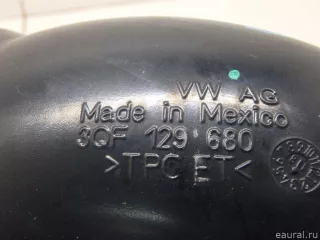 VW AG
Made in Mexico
3QF 129 680
>TPC ET<
eaural.ru